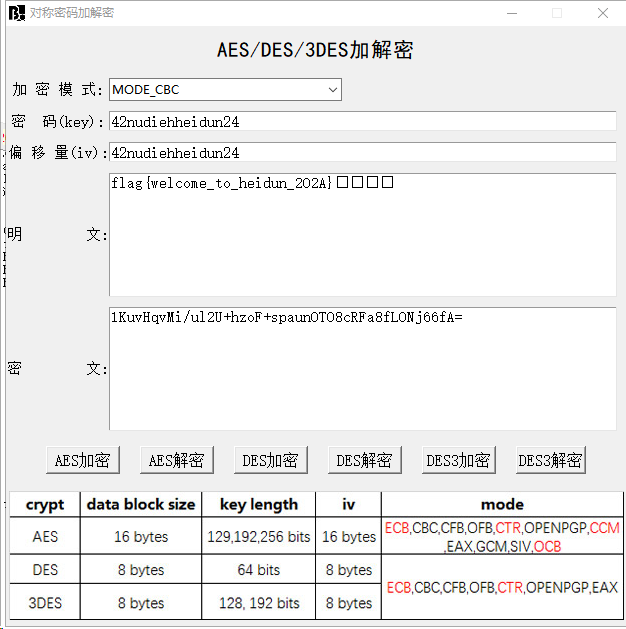 对称密码加解密
AES/DES/3DES加解密
加 密 模 式: MODE_CBC
密 码(key): 42nudiehheidun24
偏 移 量(iv): 42nudiehheidun24
明 文: flag{welcome_to_heidun_202A}□□□□
密 文: 1KuvHqvMi/ul2U+hzoF+spaunOTO8cRFa8fLONj66fA=
AES加密 AES解密 DES加密 DES解密 DES3加密 DES3解密
crypt data block size key length iv mode
AES 16 bytes 129,192,256 bits 16 bytes ECB,CBC,CFB,OFB,CTR,OPENPGP,CCM
,EAX,GCM,SIV,OCB
DES 8 bytes 64 bits 8 bytes
ECB,CBC,CFB,OFB,CTR,OPENPGP,EAX
3DES 8 bytes 128, 192 bits 8 bytes